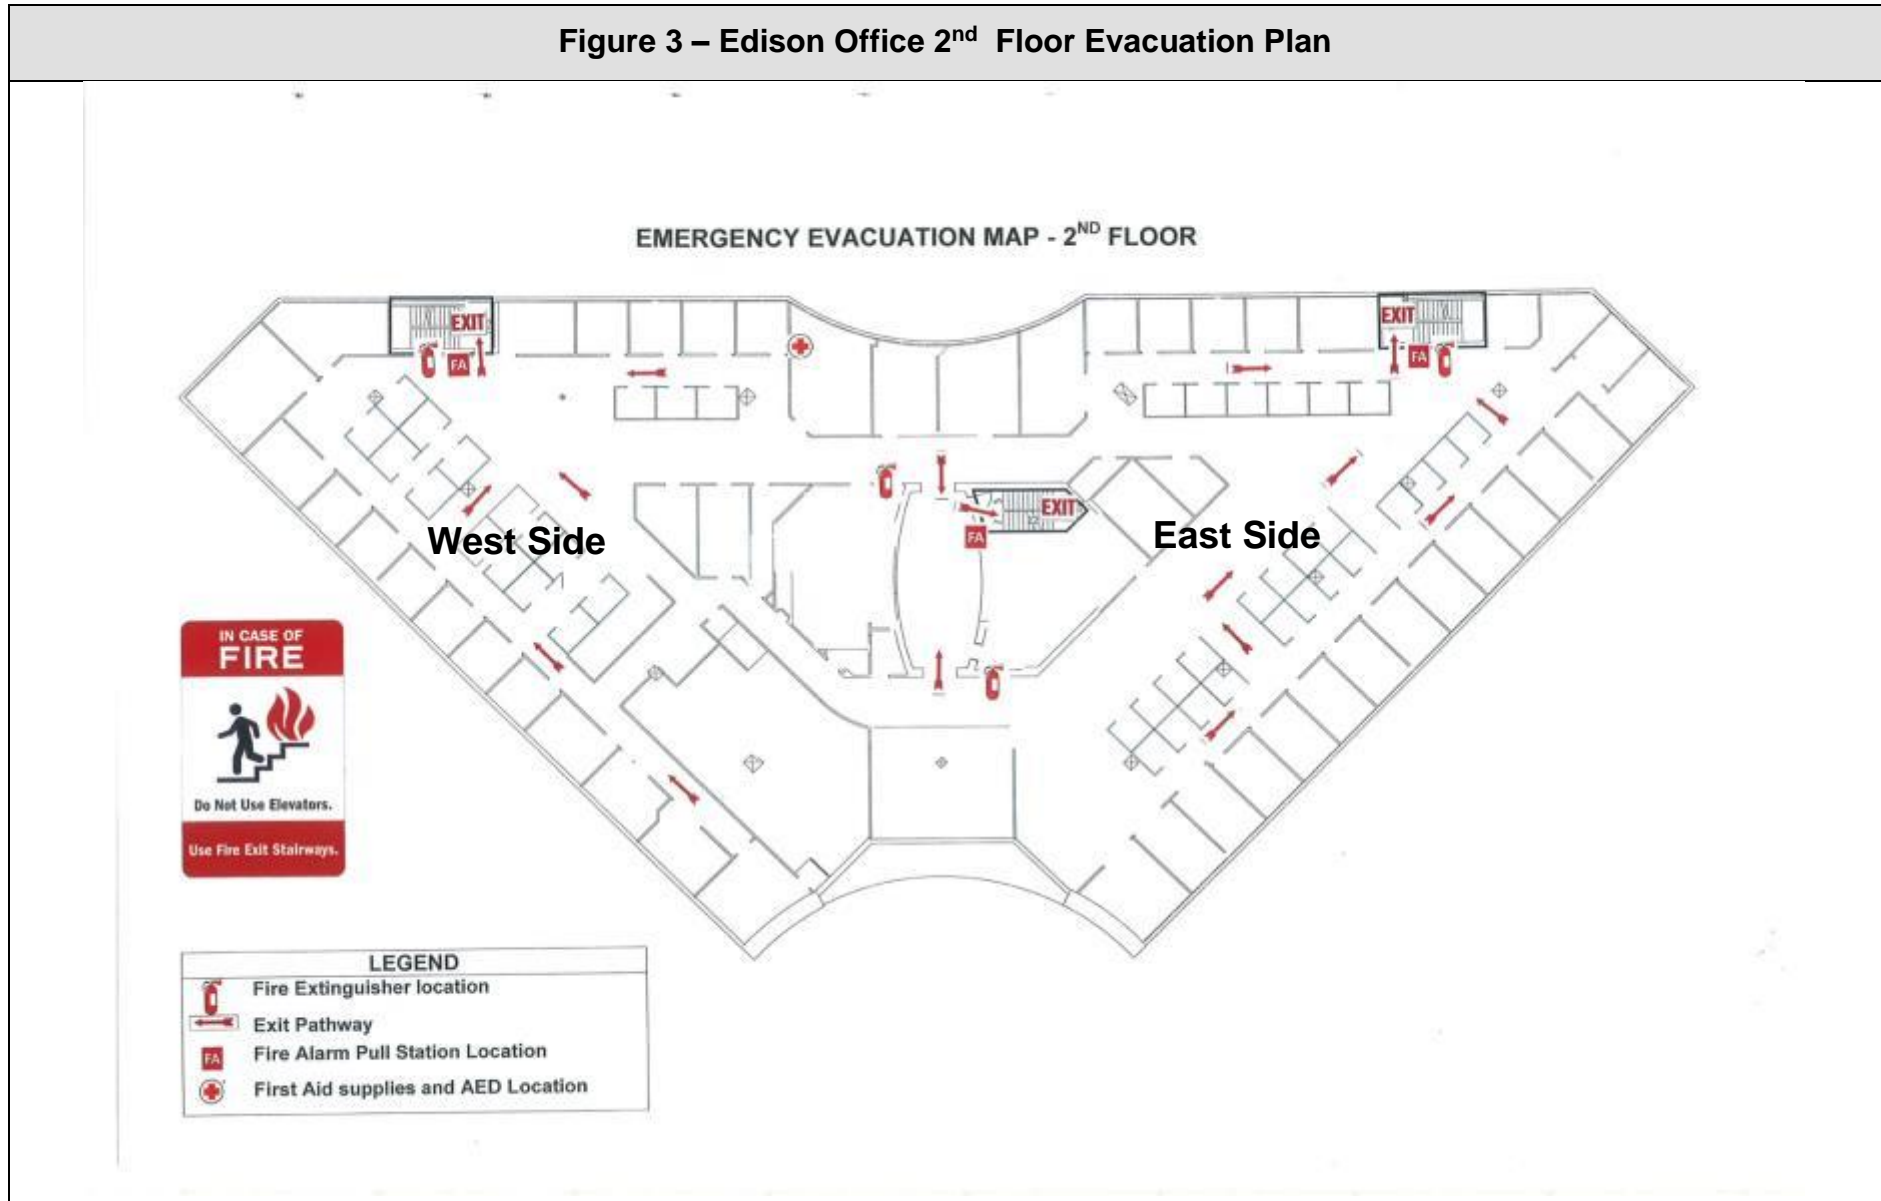 Figure 3 – Edison Office 2nd Floor Evacuation Plan
EMERGENCY EVACUATION MAP - 2ND FLOOR
EXIT
EXIT
FA
FA
EXIT
FA
West Side
East Side
IN CASE OF
FIRE
Do Not Use Elevators.
Use Fire Exit Stairways.
LEGEND
Fire Extinguisher location
Exit Pathway
FA
Fire Alarm Pull Station Location
First Aid supplies and AED Location